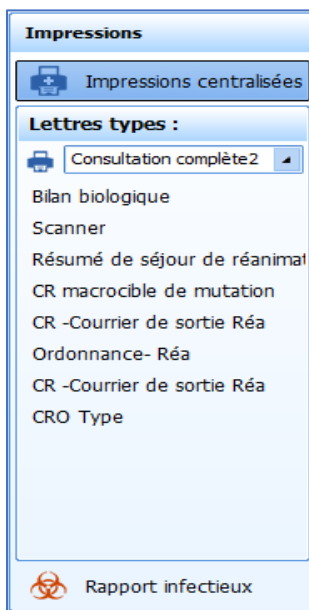 Impressions
Impressions centralisées
Lettres types :
Consultation complète2
Bilan biologique
Scanner
Résumé de séjour de réanimat
CR macrocible de mutation
CR -Courrier de sortie Réa
Ordonnance- Réa
CR -Courrier de sortie Réa
CRO Type
Rapport infectieux